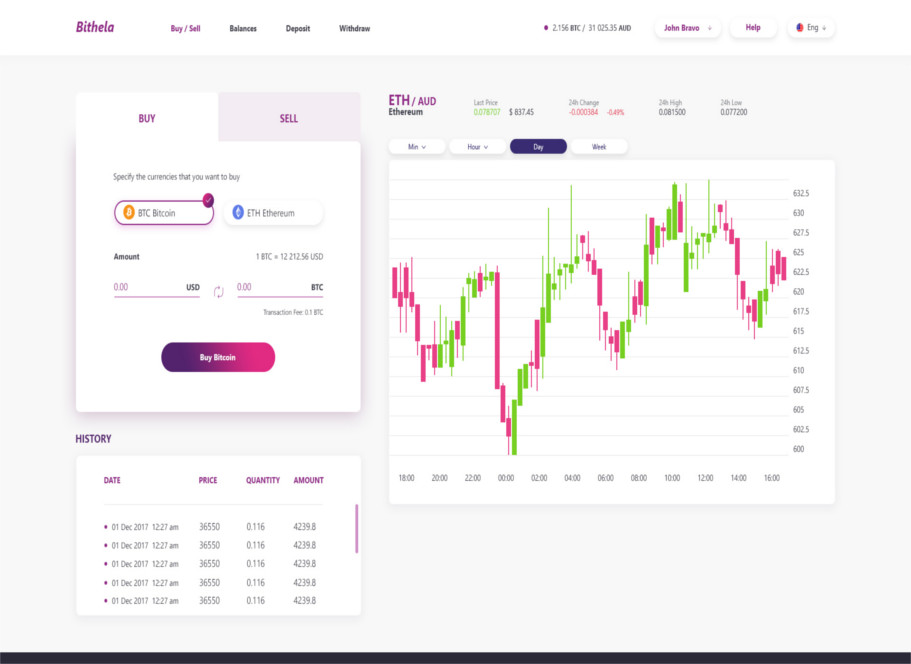 Bithela
Buy / Sell
Balances
Deposit
Withdraw
2.156 BTC / 31 025.35 AUD
John Bravo
Help
Eng
BUY
SELL
Specify the currencies that you want to buy
BTC Bitcoin
ETH Ethereum
Amount
1 BTC = 12 212.56 USD
0.00 USD
0.00 BTC
Transaction Fee: 0.1 BTC
Buy Bitcoin
HISTORY
DATE PRICE QUANTITY AMOUNT
01 Dec 2017 12:27 am 36550 0.116 4239.8
01 Dec 2017 12:27 am 36550 0.116 4239.8
01 Dec 2017 12:27 am 36550 0.116 4239.8
01 Dec 2017 12:27 am 36550 0.116 4239.8
01 Dec 2017 12:27 am 36550 0.116 4239.8
ETH / AUD
Ethereum
Last Price
0.078707 $ 837.45
24h Change
-0.000384 -0.49%
24h High
0.081500
24h Low
0.077200
Min
Hour
Day
Week
632.5
630
627.5
625
622.5
620
617.5
615
612.5
610
607.5
605
602.5
600
18:00 20:00 22:00 00:00 02:00 04:00 06:00 08:00 10:00 12:00 14:00 16:00